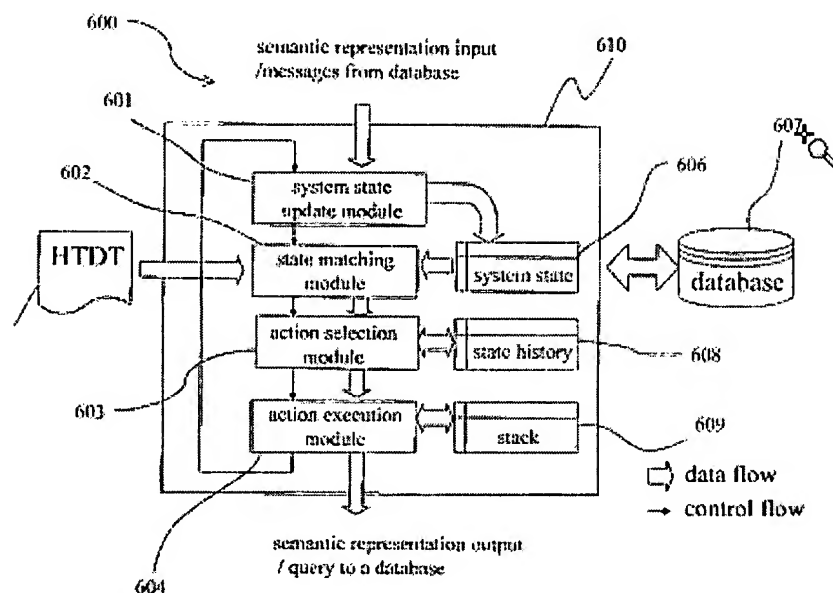 600
semantic representation input
/messages from database
610
607
601
606
602
system state
update module
HTDT
state matching
module
system state
database
action selection
module
state history
608
603
action execution
module
stack
609
data flow
control flow
semantic representation output
/ query to a database
604